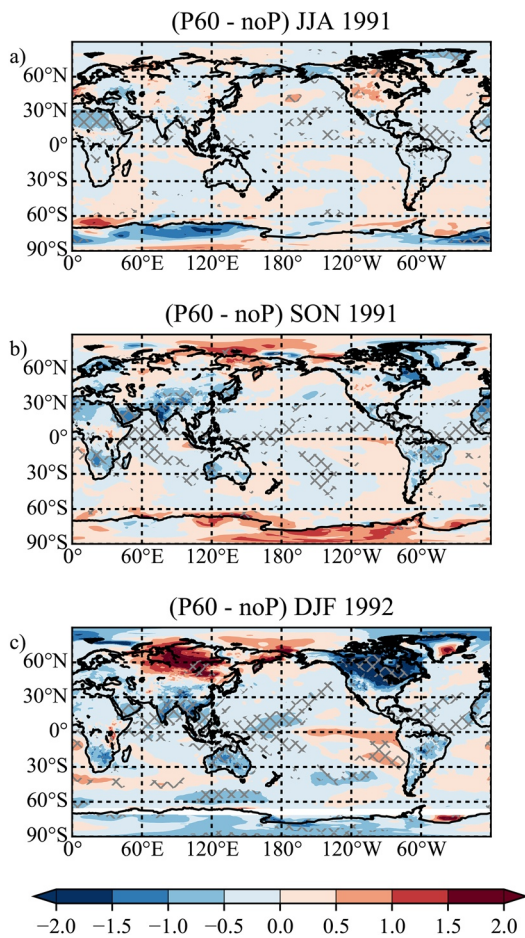 (P60 - noP) JJA 1991
a)
60°N
30°N
0°
30°S
60°S
90°S
0° 60°E 120°E 180° 120°W 60°W
(P60 - noP) SON 1991
b)
60°N
30°N
0°
30°S
60°S
90°S
0° 60°E 120°E 180° 120°W 60°W
(P60 - noP) DJF 1992
c)
60°N
30°N
0°
30°S
60°S
90°S
0° 60°E 120°E 180° 120°W 60°W
−2.0 −1.5 −1.0 −0.5 0.0 0.5 1.0 1.5 2.0